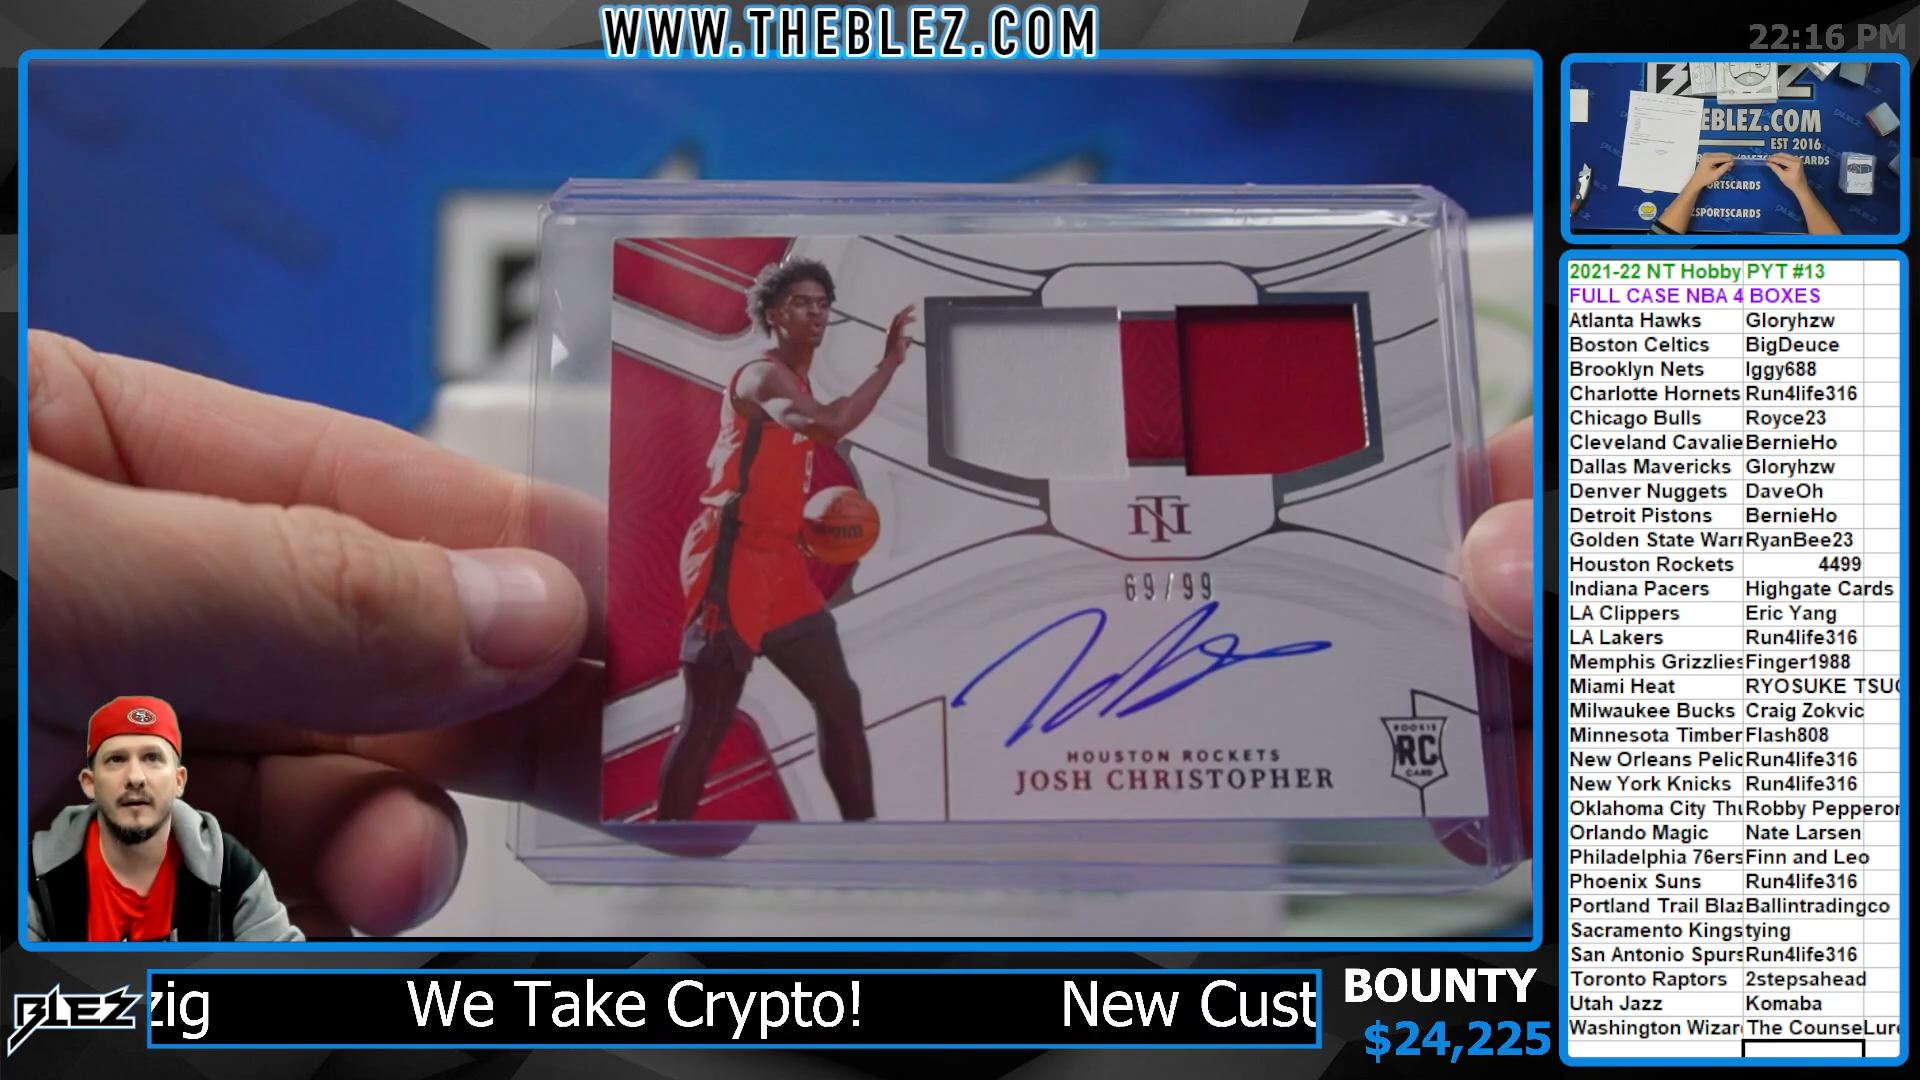 WWW.THEBLEZ.COM
22:16 PM
EBLEZ.COM
EST 2016
CARDS
ORTSCARDS
SPORTSCARDS
69/99
HOUSTON ROCKETS
JOSH CHRISTOPHER
ROOKIE
RC
CARD
2021-22 NT Hobby PYT #13
FULL CASE NBA 4 BOXES
Atlanta Hawks Gloryhzw
Boston Celtics BigDeuce
Brooklyn Nets Iggy688
Charlotte Hornets Run4life316
Chicago Bulls Royce23
Cleveland Cavalie BernieHo
Dallas Mavericks Gloryhzw
Denver Nuggets DaveOh
Detroit Pistons BernieHo
Golden State Warr RyanBee23
Houston Rockets 4499
Indiana Pacers Highgate Cards
LA Clippers Eric Yang
LA Lakers Run4life316
Memphis Grizzlies Finger1988
Miami Heat RYOSUKE TSU
Milwaukee Bucks Craig Zokvic
Minnesota Timber Flash808
New Orleans Pelic Run4life316
New York Knicks Run4life316
Oklahoma City Thu Robby Pepperor
Orlando Magic Nate Larsen
Philadelphia 76ers Finn and Leo
Phoenix Suns Run4life316
Portland Trail Blaz Ballintradingco
Sacramento Kings tying
San Antonio Spurs Run4life316
Toronto Raptors 2stepsahead
Utah Jazz Komaba
Washington Wizar The CounseLure
BLEZ
zig We Take Crypto! New Cust
BOUNTY
$24,225